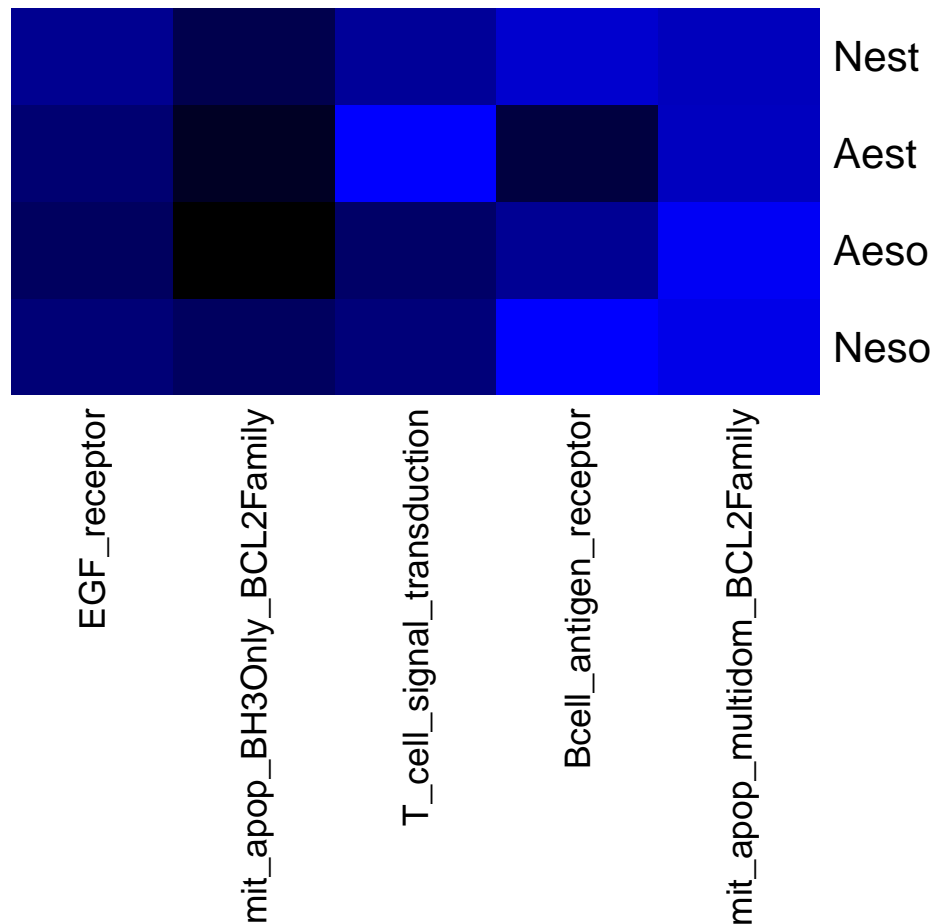 Nest
Aest
Aeso
Neso
EGF_receptor
mit_apop_BH3Only_BCL2Family
T_cell_signal_transduction
Bcell_antigen_receptor
mit_apop_multidom_BCL2Family